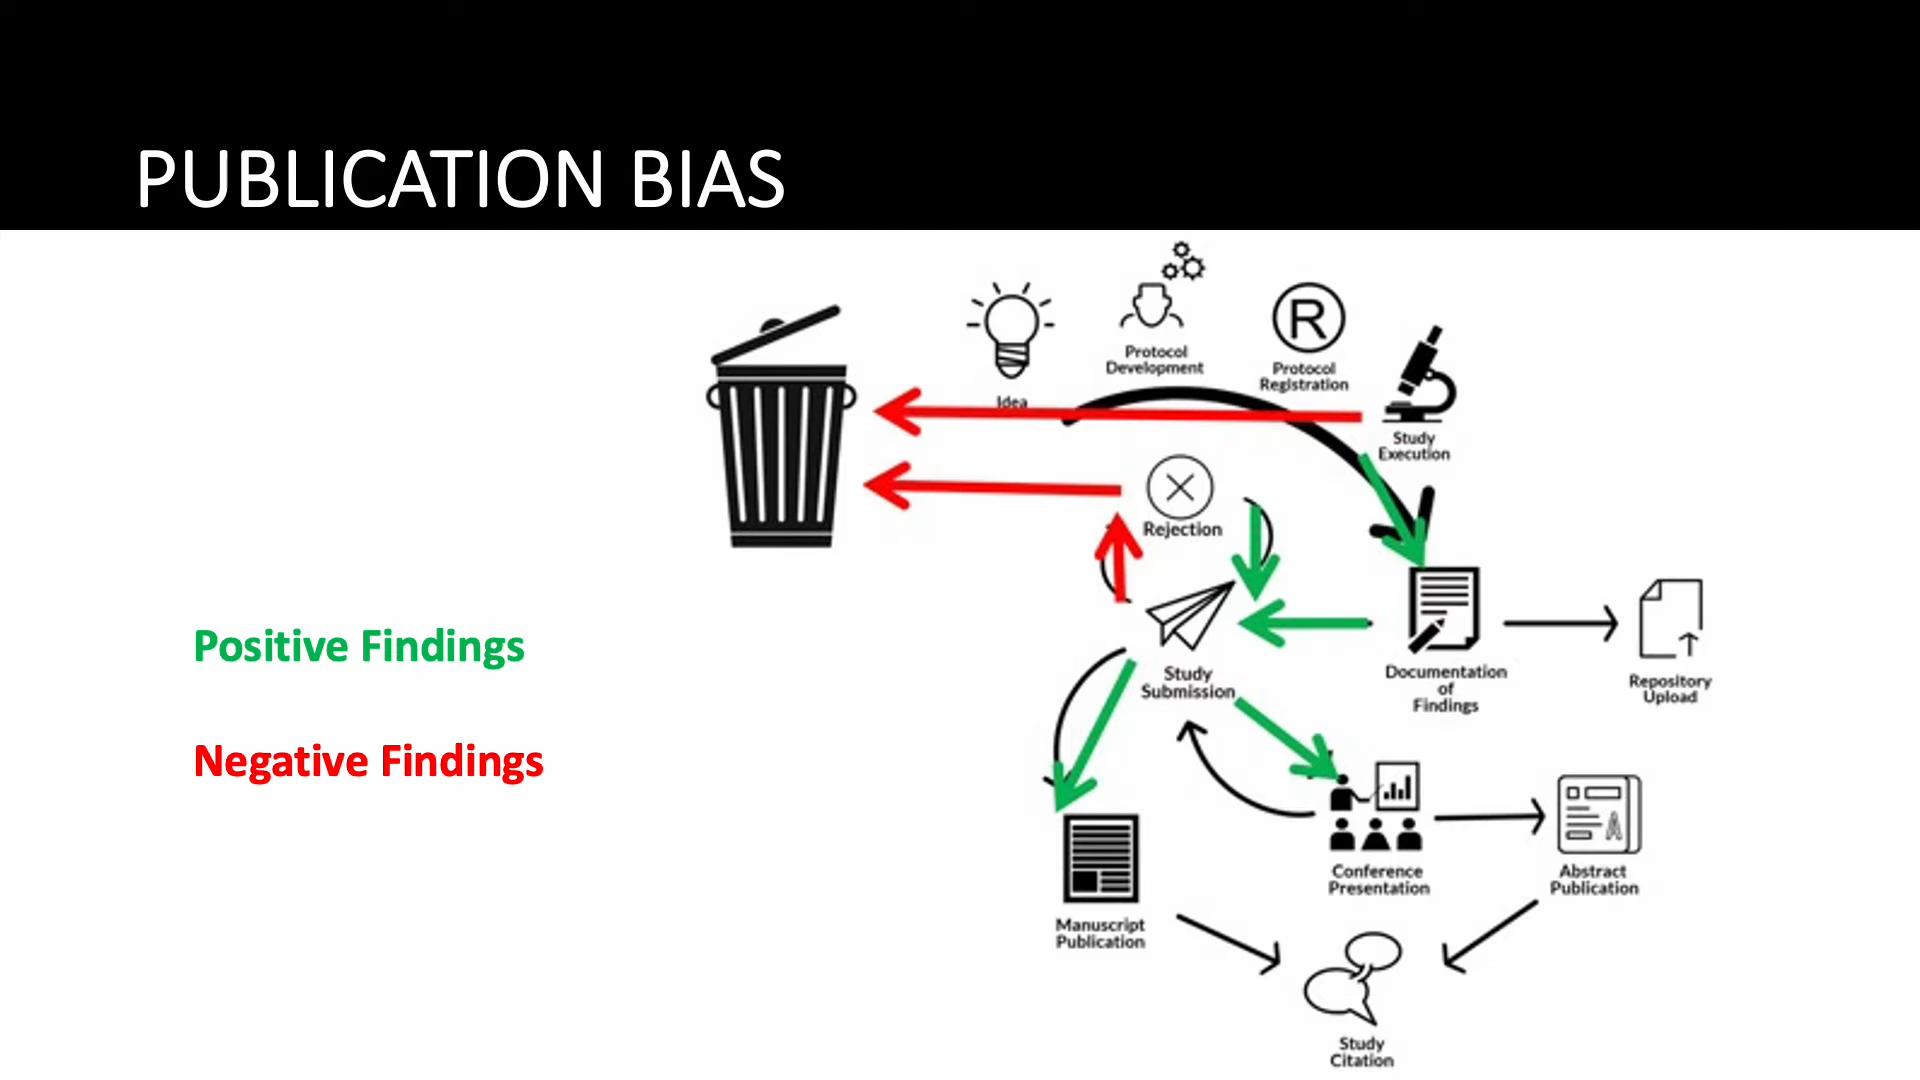 PUBLICATION BIAS
Protocol
Development
Protocol
Registration
R
Idea
Study
Execution
Rejection
Positive Findings
Negative Findings
Study
Submission
Documentation
of
Findings
Repository
Upload
Conference
Presentation
Abstract
Publication
A
Manuscript
Publication
Study
Citation